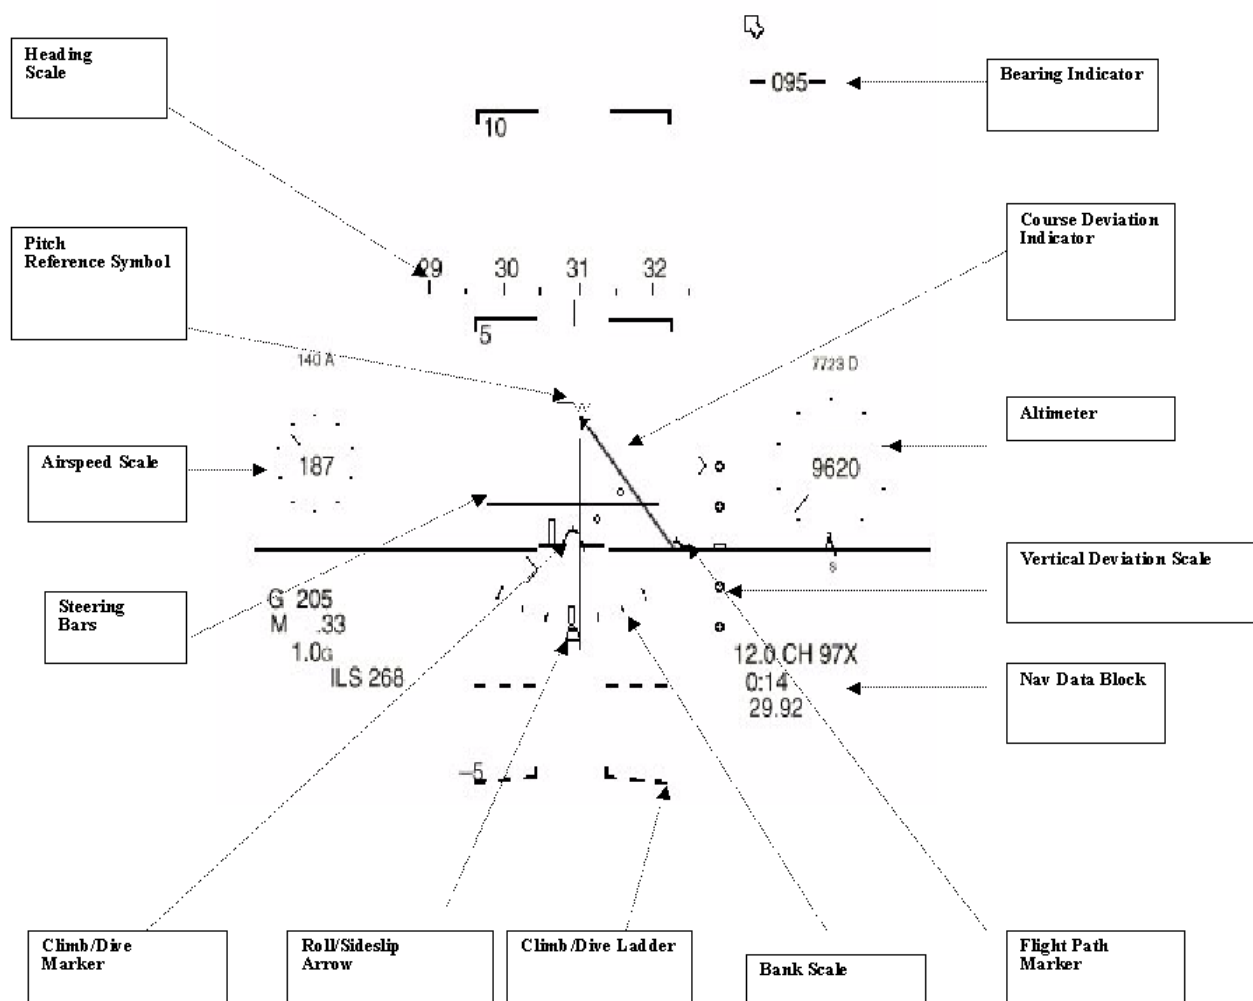 Heading
Scale
Bearing Indicator
095
10
Pitch
Reference Symbol
Course Deviation
Indicator
29 30 31 32
5
140 A
7723 D
Altimeter
Airspeed Scale
187
9620
Vertical Deviation Scale
8
Steering
Bars
G 205
M .33
1.0G
ILS 268
12.0 CH 97X
0:14
29.92
Nav Data Block
-5
Climb/Dive
Marker
Roll/Sideslip
Arrow
Climb/Dive Ladder
Bank Scale
Flight Path
Marker